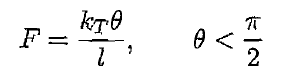 F = \frac{k_T \theta}{l}, \qquad \theta < \frac{\pi}{2}